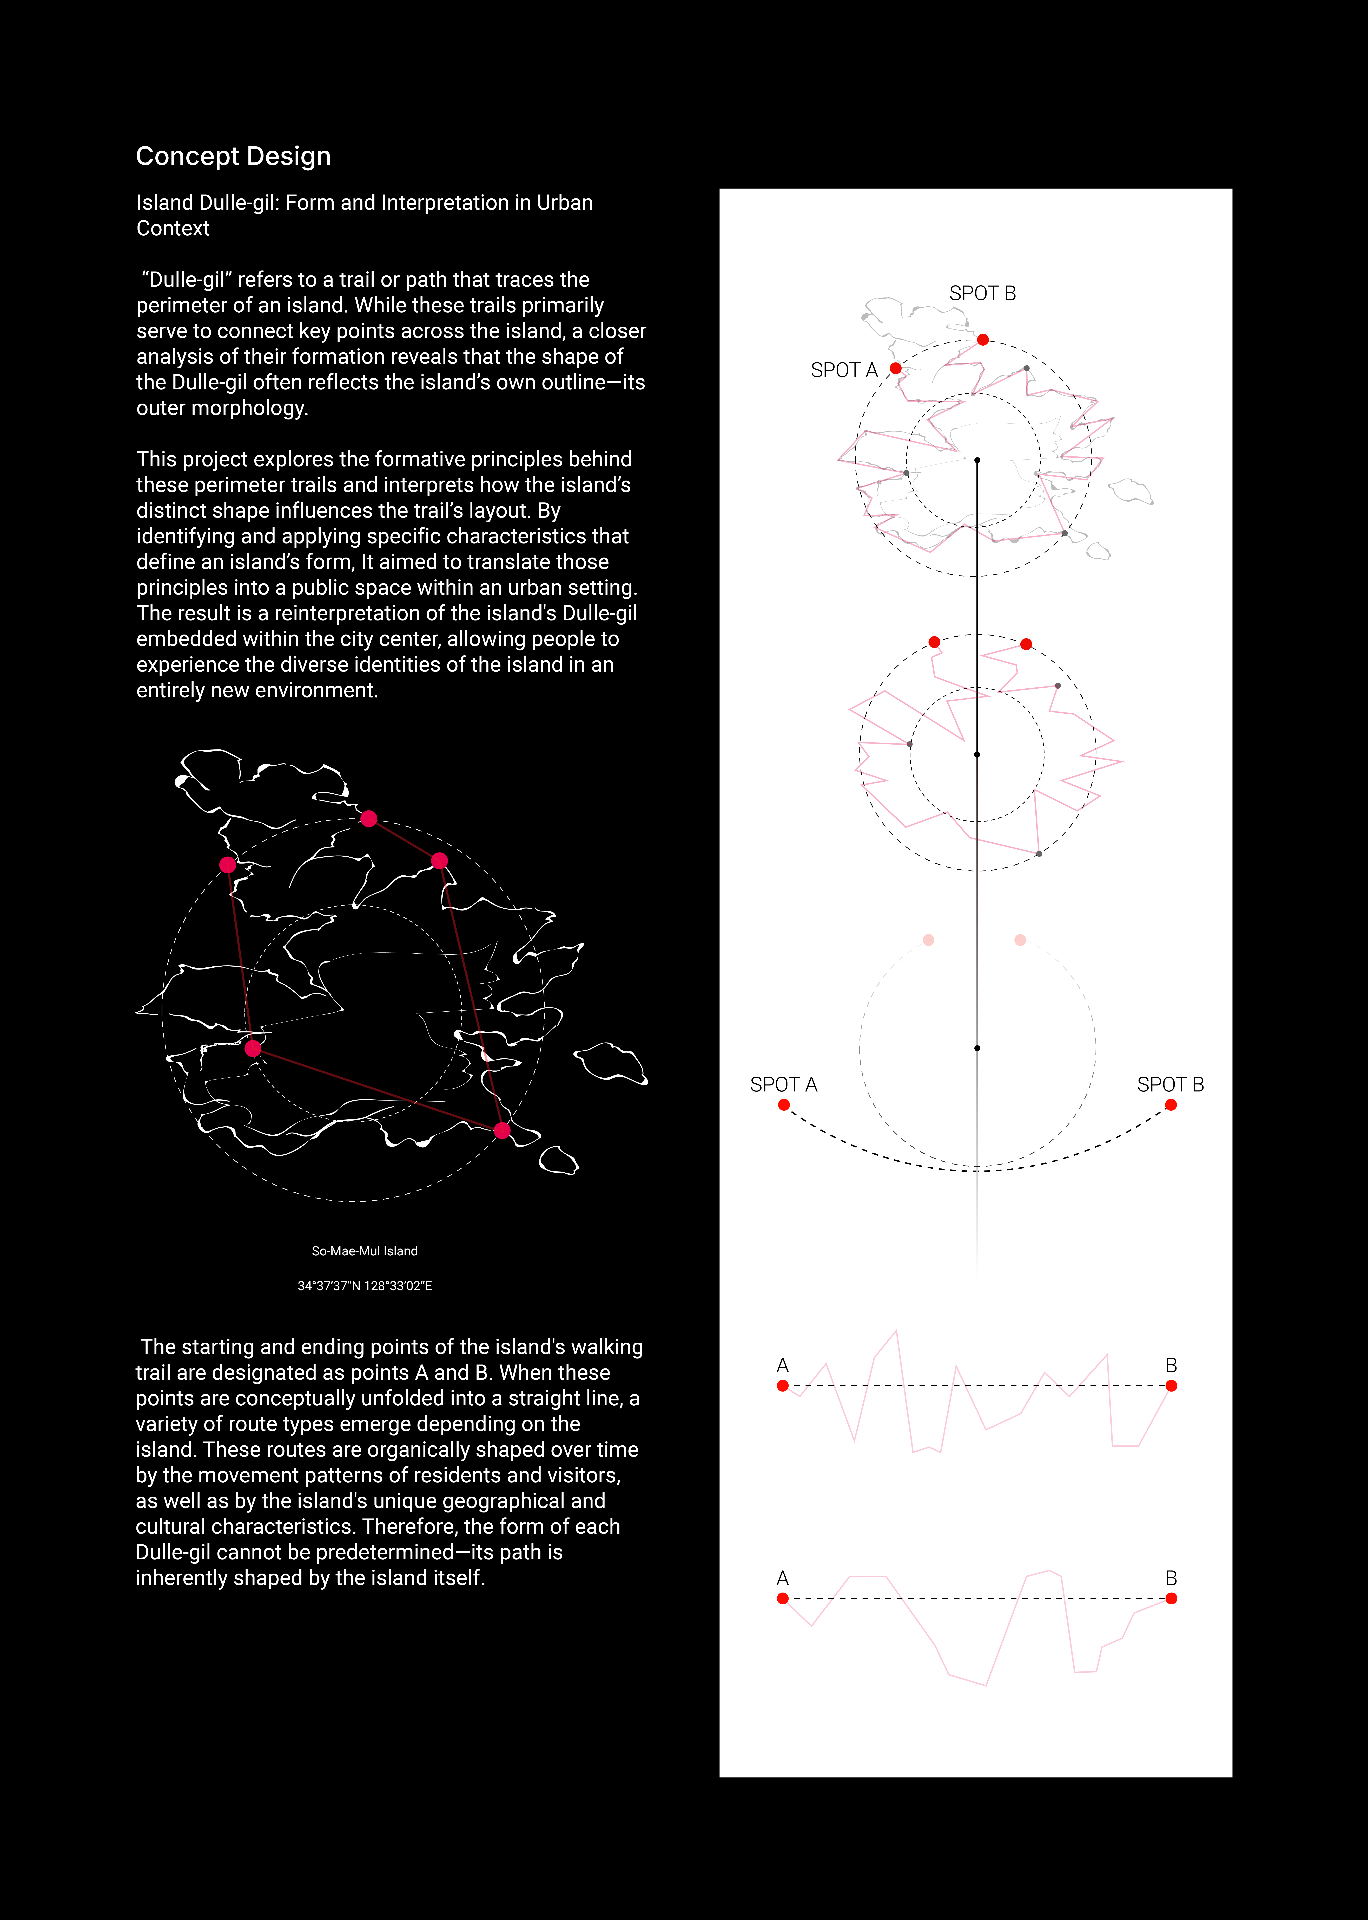 Concept Design
Island Dulle-gil: Form and Interpretation in Urban
Context
“Dulle-gil” refers to a trail or path that traces the
perimeter of an island. While these trails primarily
serve to connect key points across the island, a closer
analysis of their formation reveals that the shape of
the Dulle-gil often reflects the island’s own outline—its
outer morphology.
This project explores the formative principles behind
these perimeter trails and interprets how the island’s
distinct shape influences the trail’s layout. By
identifying and applying specific characteristics that
define an island’s form, It aimed to translate those
principles into a public space within an urban setting.
The result is a reinterpretation of the island's Dulle-gil
embedded within the city center, allowing people to
experience the diverse identities of the island in an
entirely new environment.
So-Mae-Mul Island
34°37’37”N 128°33’02”E
The starting and ending points of the island's walking
trail are designated as points A and B. When these
points are conceptually unfolded into a straight line, a
variety of route types emerge depending on the
island. These routes are organically shaped over time
by the movement patterns of residents and visitors,
as well as by the island's unique geographical and
cultural characteristics. Therefore, the form of each
Dulle-gil cannot be predetermined—its path is
inherently shaped by the island itself.
SPOT B
SPOT A
SPOT A
SPOT B
A
B
A
B